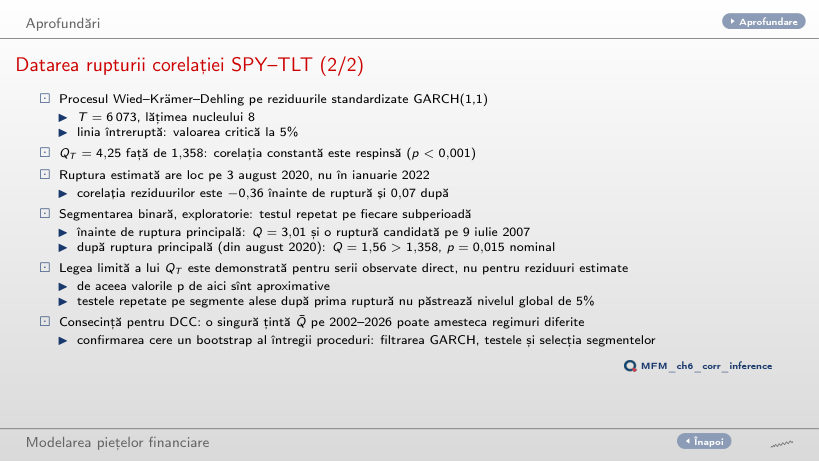 Aprofundări
Aprofundare
Datarea rupturii corelației SPY–TLT (2/2)
Procesul Wied–Krämer–Dehling pe reziduurile standardizate GARCH(1,1)
T = 6 073, lățimea nucleului 8
linia întreruptă: valoarea critică la 5%
Q_T = 4,25 față de 1,358: corelația constantă este respinsă (p < 0,001)
Ruptura estimată are loc pe 3 august 2020, nu în ianuarie 2022
corelația reziduurilor este −0,36 înainte de ruptură și 0,07 după
Segmentarea binară, exploratorie: testul repetat pe fiecare subperioadă
înainte de ruptura principală: Q = 3,01 și o ruptură candidată pe 9 iulie 2007
după ruptura principală (din august 2020): Q = 1,56 > 1,358, p = 0,015 nominal
Legea limită a lui Q_T este demonstrată pentru serii observate direct, nu pentru reziduuri estimate
de aceea valorile p de aici sînt aproximative
testele repetate pe segmente alese după prima ruptură nu păstrează nivelul global de 5%
Consecință pentru DCC: o singură țintă Q̄ pe 2002–2026 poate amesteca regimuri diferite
confirmarea cere un bootstrap al întregii proceduri: filtrarea GARCH, testele și selecția segmentelor
MFM_ch6_corr_inference
Modelarea piețelor financiare
Înapoi